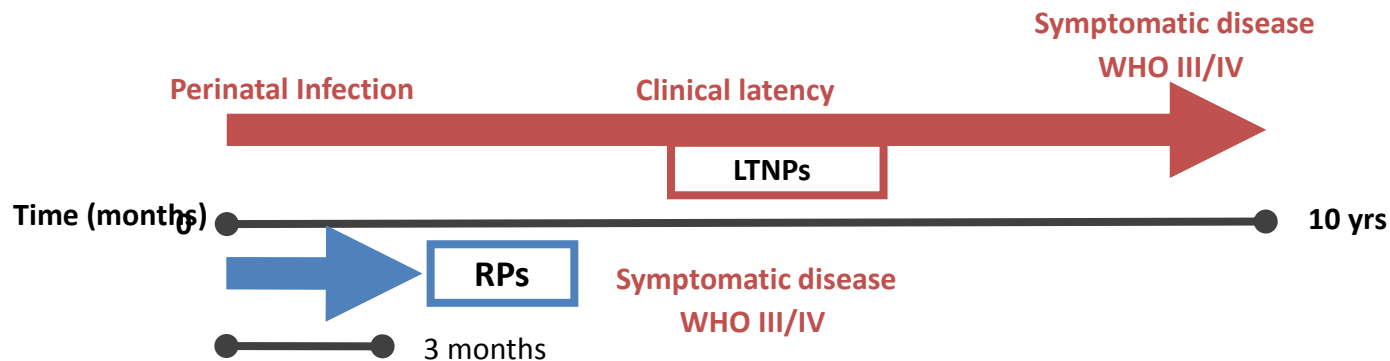 Symptomatic disease
WHO III/IV
Perinatal Infection
Clinical latency
LTNPs
Time (months)
0
10 yrs
RPs
Symptomatic disease
WHO III/IV
3 months